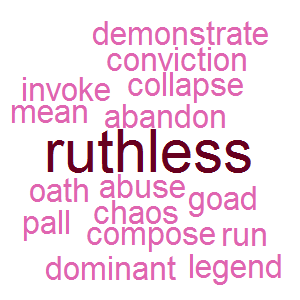 demonstrate
conviction
invoke collapse
mean abandon
ruthless
oath abuse goad
pall chaos
compose run
dominant legend